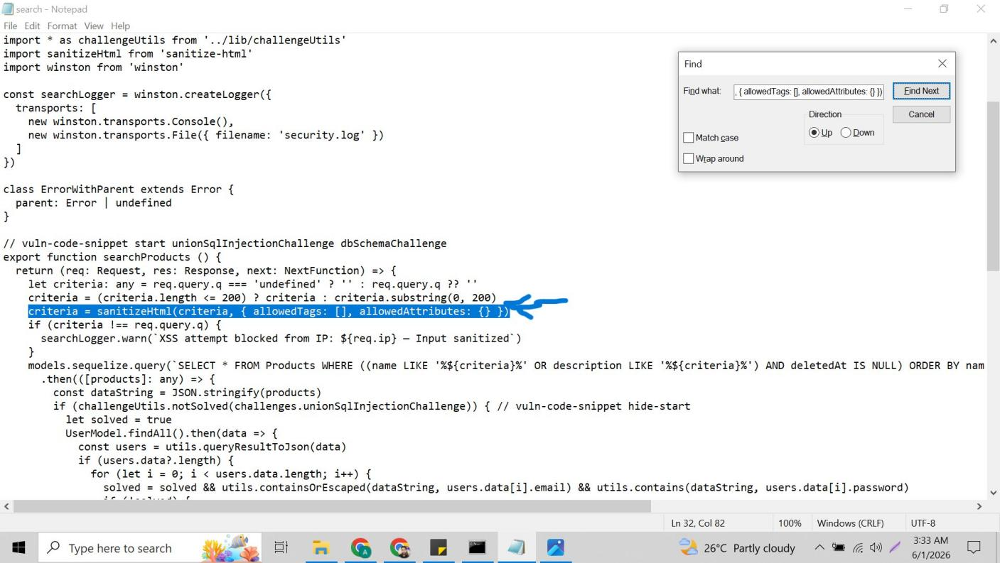 search - Notepad
File Edit Format View Help
import * as challengeUtils from '../lib/challengeUtils'
import sanitizeHtml from 'sanitize-html'
import winston from 'winston'
const searchLogger = winston.createLogger({
  transports: [
    new winston.transports.Console(),
    new winston.transports.File({ filename: 'security.log' })
  ]
})
class ErrorWithParent extends Error {
  parent: Error | undefined
}
// vuln-code-snippet start unionSqlInjectionChallenge dbSchemaChallenge
export function searchProducts () {
  return (req: Request, res: Response, next: NextFunction) => {
    let criteria: any = req.query.q === 'undefined' ? '' : req.query.q ?? ''
    criteria = (criteria.length <= 200) ? criteria : criteria.substring(0, 200)
    criteria = sanitizeHtml(criteria, { allowedTags: [], allowedAttributes: {} })
    if (criteria !== req.query.q) {
      searchLogger.warn(`XSS attempt blocked from IP: ${req.ip} – Input sanitized`)
    }
    models.sequelize.query(`SELECT * FROM Products WHERE ((name LIKE '%${criteria}%' OR description LIKE '%${criteria}%') AND deletedAt IS NULL) ORDER BY nam
      .then(([products]: any) => {
        const dataString = JSON.stringify(products)
        if (challengeUtils.notSolved(challenges.unionSqlInjectionChallenge)) { // vuln-code-snippet hide-start
          let solved = true
          UserModel.findAll().then(data => {
            const users = utils.queryResultToJson(data)
            if (users.data?.length) {
              for (let i = 0; i < users.data.length; i++) {
                solved = solved && utils.containsOrEscaped(dataString, users.data[i].email) && utils.contains(dataString, users.data[i].password)
Find
Find what: , { allowedTags: [], allowedAttributes: {} }) Find Next
Direction Cancel
Up Down
Match case
Wrap around
Ln 32, Col 82 100% Windows (CRLF) UTF-8
Type here to search
26°C Partly cloudy
3:33 AM
6/1/2026